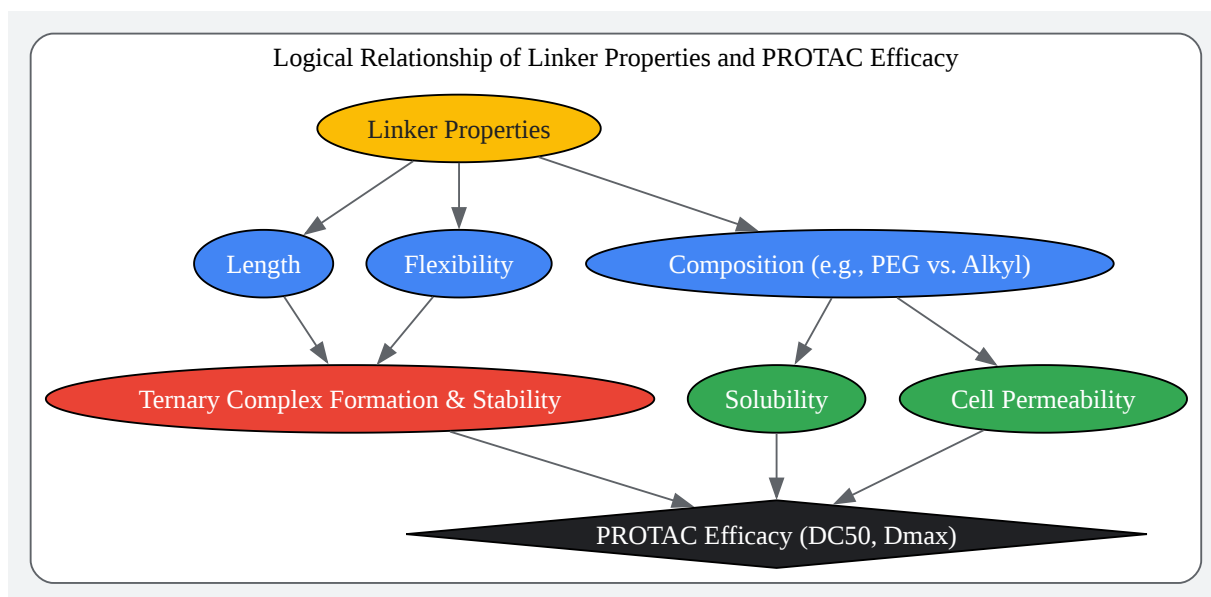 Logical Relationship of Linker Properties and PROTAC Efficacy
Linker Properties
Length
Flexibility
Composition (e.g., PEG vs. Alkyl)
Ternary Complex Formation & Stability
Solubility
Cell Permeability
PROTAC Efficacy (DC50, Dmax)